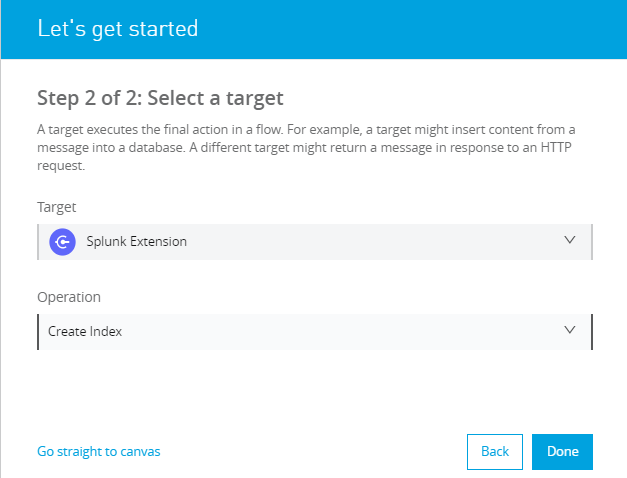 Let's get started
Step 2 of 2: Select a target
A target executes the final action in a flow. For example, a target might insert content from a
message into a database. A different target might return a message in response to an HTTP
request.
Target
Splunk Extension
Operation
Create Index
Go straight to canvas
Back
Done